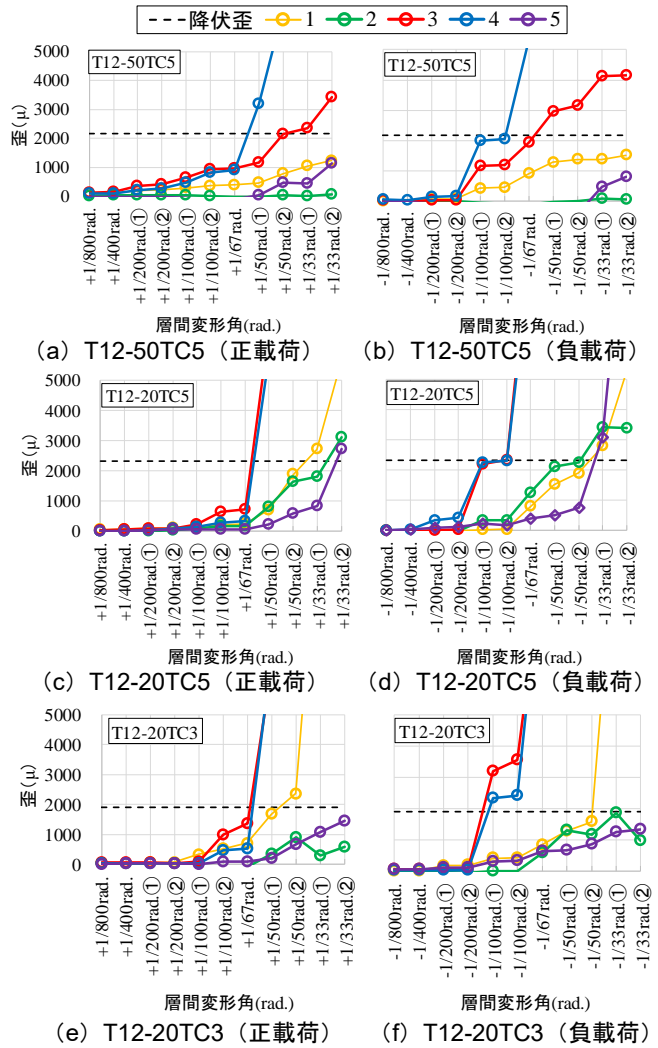 降伏歪 1 2 3 4 5
T12-50TC5
歪(μ)
5000
4000
3000
2000
1000
0
+1/800rad.
+1/400rad.
+1/200rad.①
+1/200rad.②
+1/100rad.①
+1/100rad.②
+1/67rad.
+1/50rad.①
+1/50rad.②
+1/33rad.①
+1/33rad.②
層間変形角(rad.)
(a) T12-50TC5（正載荷）
T12-50TC5
-1/800rad.
-1/400rad.
-1/200rad.①
-1/200rad.②
-1/100rad.①
-1/100rad.②
-1/67rad.
-1/50rad.①
-1/50rad.②
-1/33rad.①
-1/33rad.②
層間変形角(rad.)
(b) T12-50TC5（負載荷）
T12-20TC5
歪(μ)
5000
4000
3000
2000
1000
0
+1/800rad.
+1/400rad.
+1/200rad.①
+1/200rad.②
+1/100rad.①
+1/100rad.②
+1/67rad.
+1/50rad.①
+1/50rad.②
+1/33rad.①
+1/33rad.②
層間変形角(rad.)
(c) T12-20TC5（正載荷）
T12-20TC5
-1/800rad.
-1/400rad.
-1/200rad.①
-1/200rad.②
-1/100rad.①
-1/100rad.②
-1/67rad.
-1/50rad.①
-1/50rad.②
-1/33rad.①
-1/33rad.②
層間変形角(rad.)
(d) T12-20TC5（負載荷）
T12-20TC3
歪(μ)
5000
4000
3000
2000
1000
0
+1/800rad.
+1/400rad.
+1/200rad.①
+1/200rad.②
+1/100rad.①
+1/100rad.②
+1/67rad.
+1/50rad.①
+1/50rad.②
+1/33rad.①
+1/33rad.②
層間変形角(rad.)
(e) T12-20TC3（正載荷）
T12-20TC3
-1/800rad.
-1/400rad.
-1/200rad.①
-1/200rad.②
-1/100rad.①
-1/100rad.②
-1/67rad.
-1/50rad.①
-1/50rad.②
-1/33rad.①
-1/33rad.②
層間変形角(rad.)
(f) T12-20TC3（負載荷）